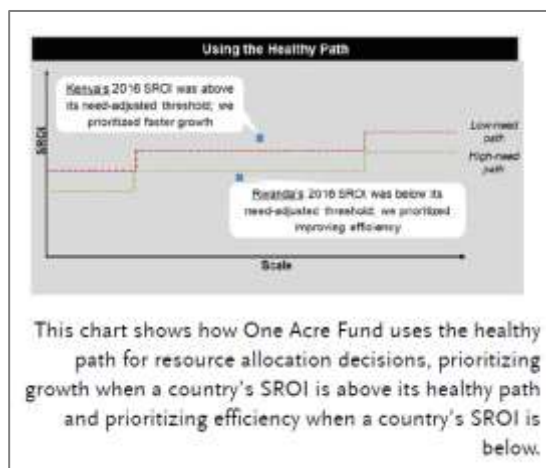 Using the Healthy Path
Kenya's 2016 SROI was above
its need-adjusted threshold; we
prioritized faster growth
SROI
Low-need
path
High-need
path
Rwanda's 2016 SROI was below its
need-adjusted threshold; we prioritized
improving efficiency
Scale
This chart shows how One Acre Fund uses the healthy
path for resource allocation decisions, prioritizing
growth when a country's SROI is above its healthy path
and prioritizing efficiency when a country's SROI is
below.